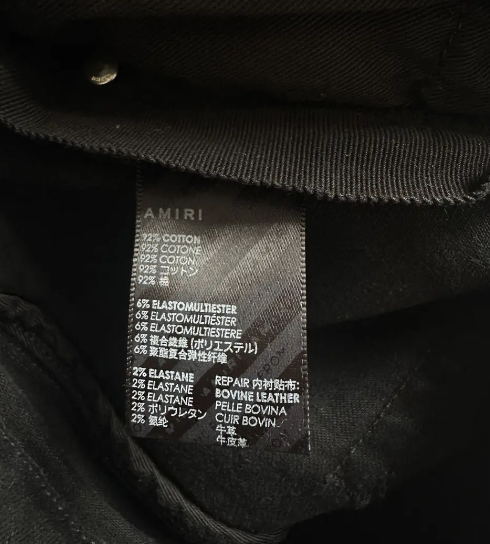 AMIRI
92% COTTON
92% COTONE
92% COTON
92% コットン
92% 棉
6% ELASTOMULTIESTER
6% ELASTOMULTIÉSTER
6% ELASTOMULTIESTERE
6% 複合繊維 (ポリエステル)
6% 聚酯复合弹性纤维
2% ELASTANE
2% ELASTANE
2% ELASTANE
2% ポリウレタン
2% 氨纶
REPAIR 内衬贴布:
BOVINE LEATHER
PELLE BOVINA
CUIR BOVIN
牛革
牛皮革